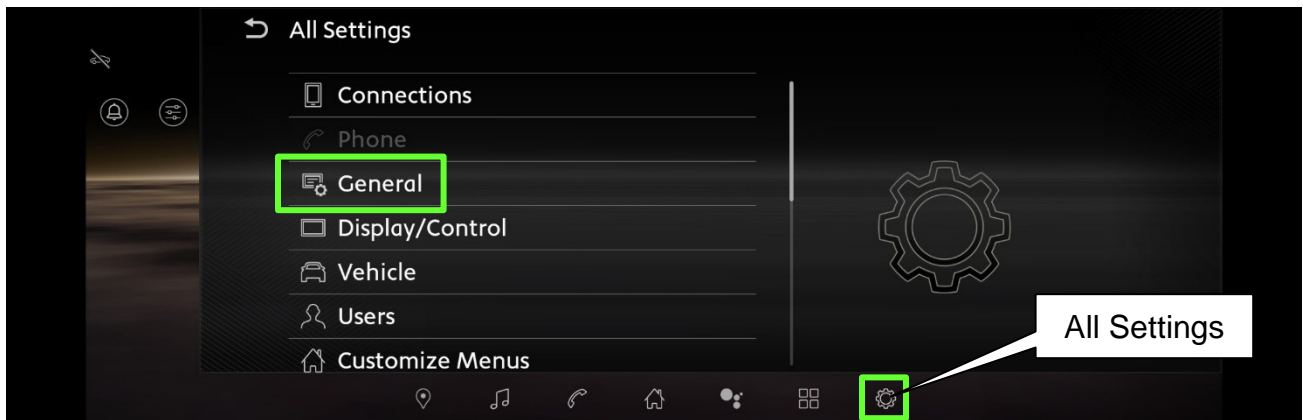 All Settings
Connections
Phone
General
Display/Control
Vehicle
Users
Customize Menus
All Settings